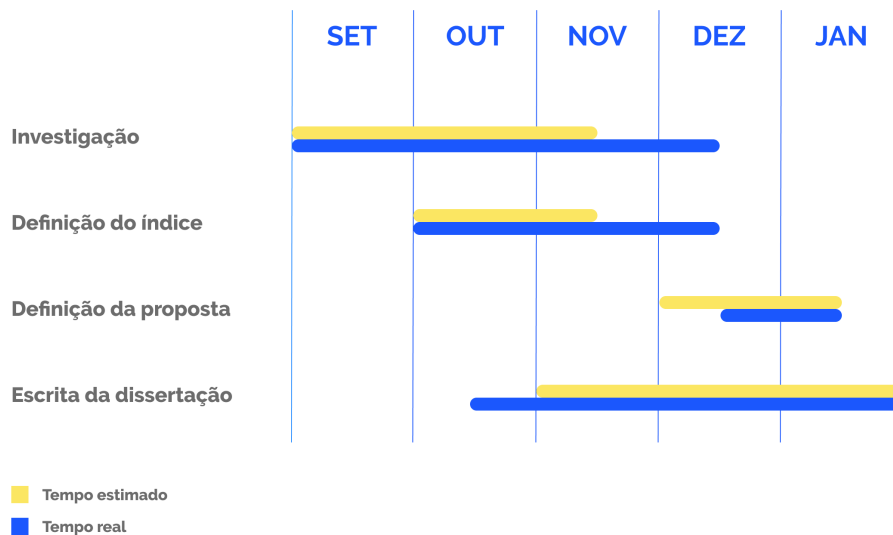 SET OUT NOV DEZ JAN
Investigação
Definição do índice
Definição da proposta
Escrita da dissertação
Tempo estimado
Tempo real